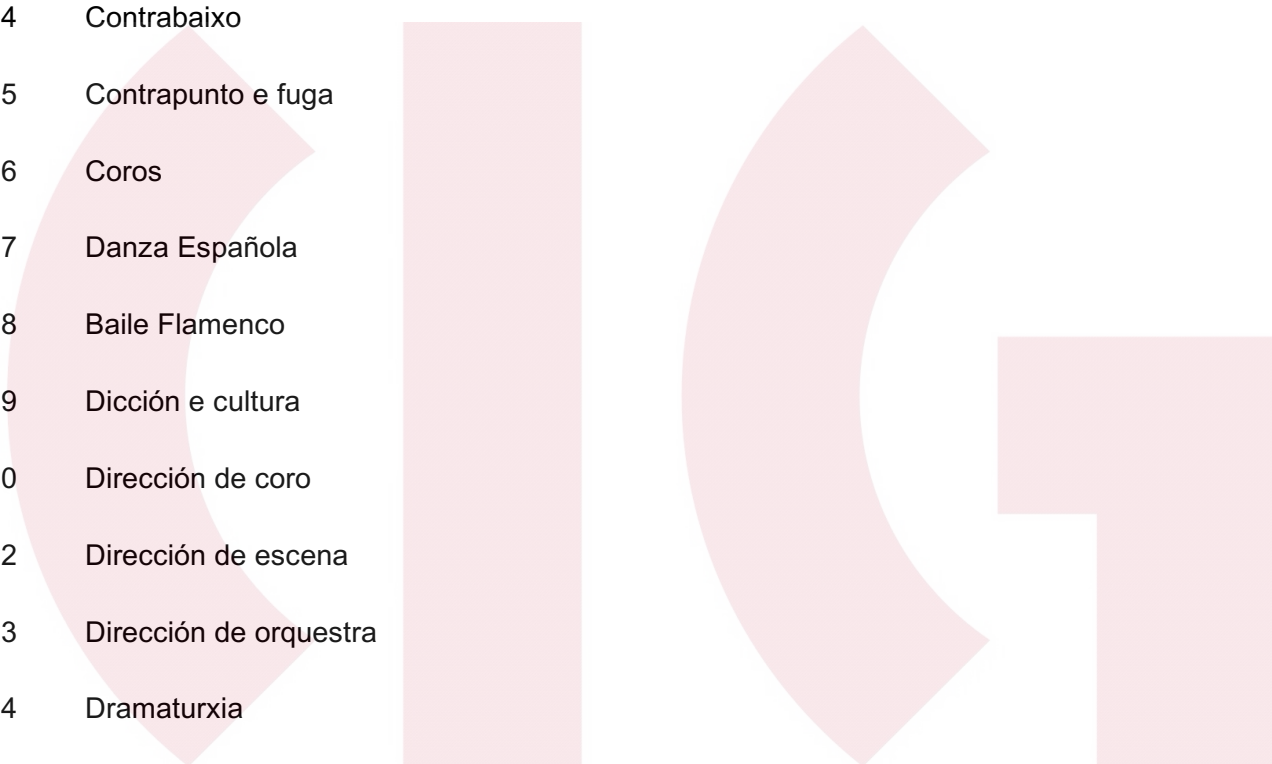 4 Contrabaixo
5 Contrapunto e fuga
6 Coros
7 Danza Española
8 Baile Flamenco
9 Dicción e cultura
0 Dirección de coro
2 Dirección de escena
3 Dirección de orquestra
4 Dramaturxia
CIG